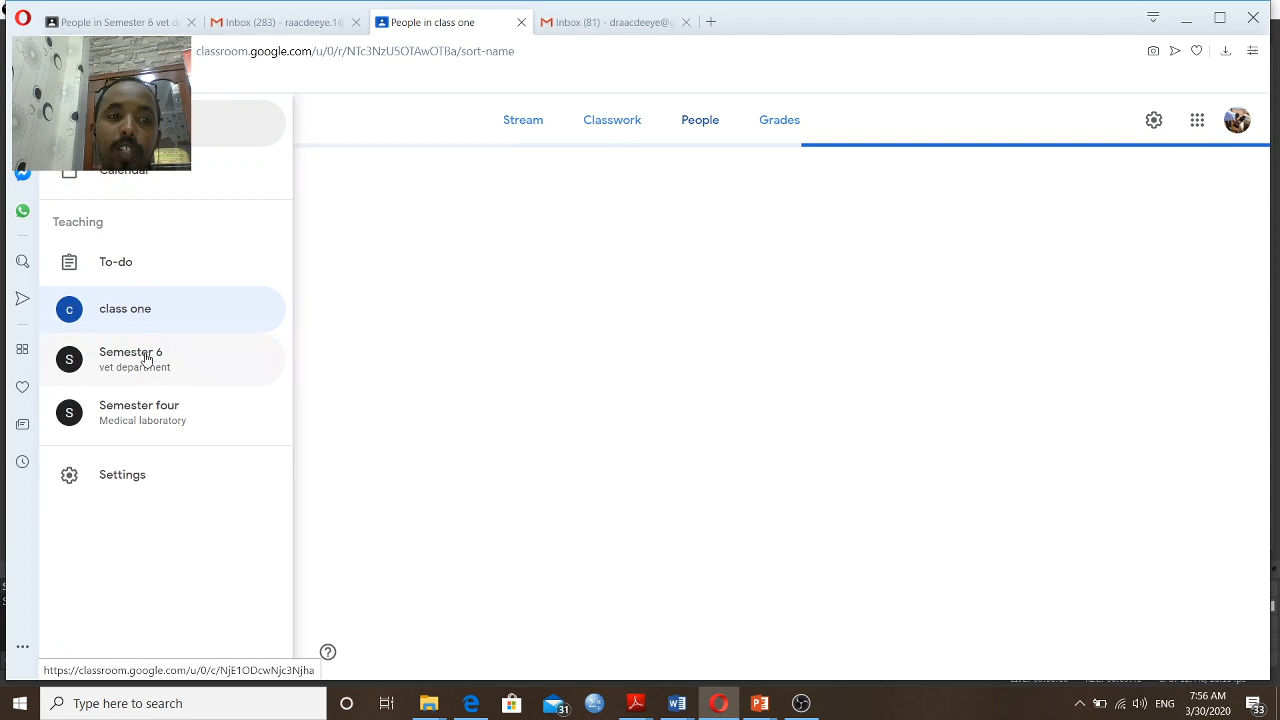 People in Semester 6 vet d
Inbox (283) - raacdeeye.1@
People in class one
Inbox (81) - draacdeeye@g
classroom.google.com/u/0/r/NTc3NzU5OTAwOTBa/sort-name
Stream
Classwork
People
Grades
Calendar
Teaching
To-do
c
class one
S
Semester 6
vet department
S
Semester four
Medical laboratory
Settings
https://classroom.google.com/u/0/c/NjE1ODcwNjc3Njha
Type here to search
31
ENG
7:56 AM
3/30/2020
33